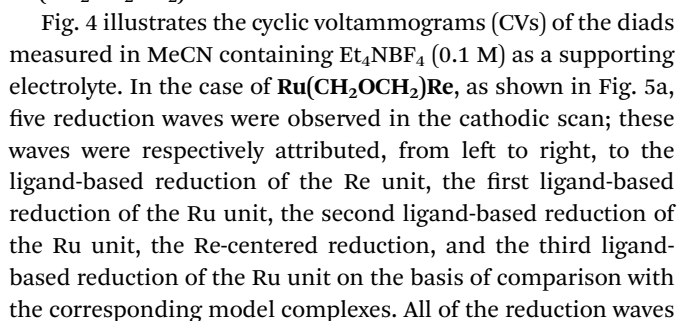 Fig. 4 illustrates the cyclic voltammograms (CVs) of the diads
measured in MeCN containing Et₄NBF₄ (0.1 M) as a supporting
electrolyte. In the case of Ru(CH₂OCH₂)Re, as shown in Fig. 5a,
five reduction waves were observed in the cathodic scan; these
waves were respectively attributed, from left to right, to the
ligand-based reduction of the Re unit, the first ligand-based
reduction of the Ru unit, the second ligand-based reduction of
the Ru unit, the Re-centered reduction, and the third ligand-
based reduction of the Ru unit on the basis of comparison with
the corresponding model complexes. All of the reduction waves